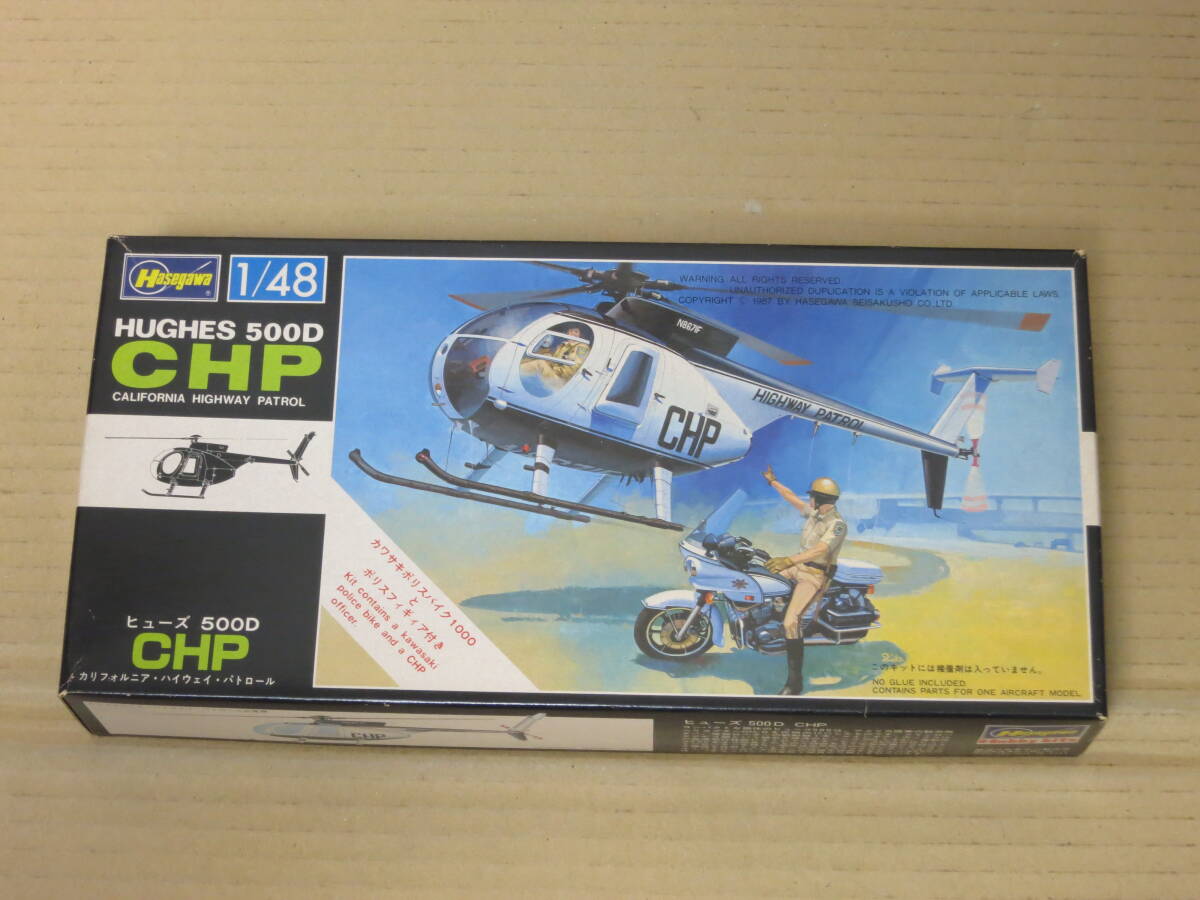 Hasegawa
1/48
HUGHES 500D
CHP
CALIFORNIA HIGHWAY PATROL
WARNING ALL RIGHTS RESERVED.
UNAUTHORIZED DUPLICATION IS A VIOLATION OF APPLICABLE LAWS.
COPYRIGHT © 1987 BY HASEGAWA SEISAKUSHO CO.,LTD.
N8671F
CHP
HIGHWAY PATROL
カワサキポリスバイク1000
と
ポリスフィギィア付き
Kit contains a kawasaki
police bike and a CHP
officer.
ヒューズ 500D
CHP
カリフォルニア・ハイウェイ・パトロール
このキットには接着剤は入っていません。
NO GLUE INCLUDED.
CONTAINS PARTS FOR ONE AIRCRAFT MODEL.
CHP
ヒューズ 500D CHP
Hasegawa
Hobby kits